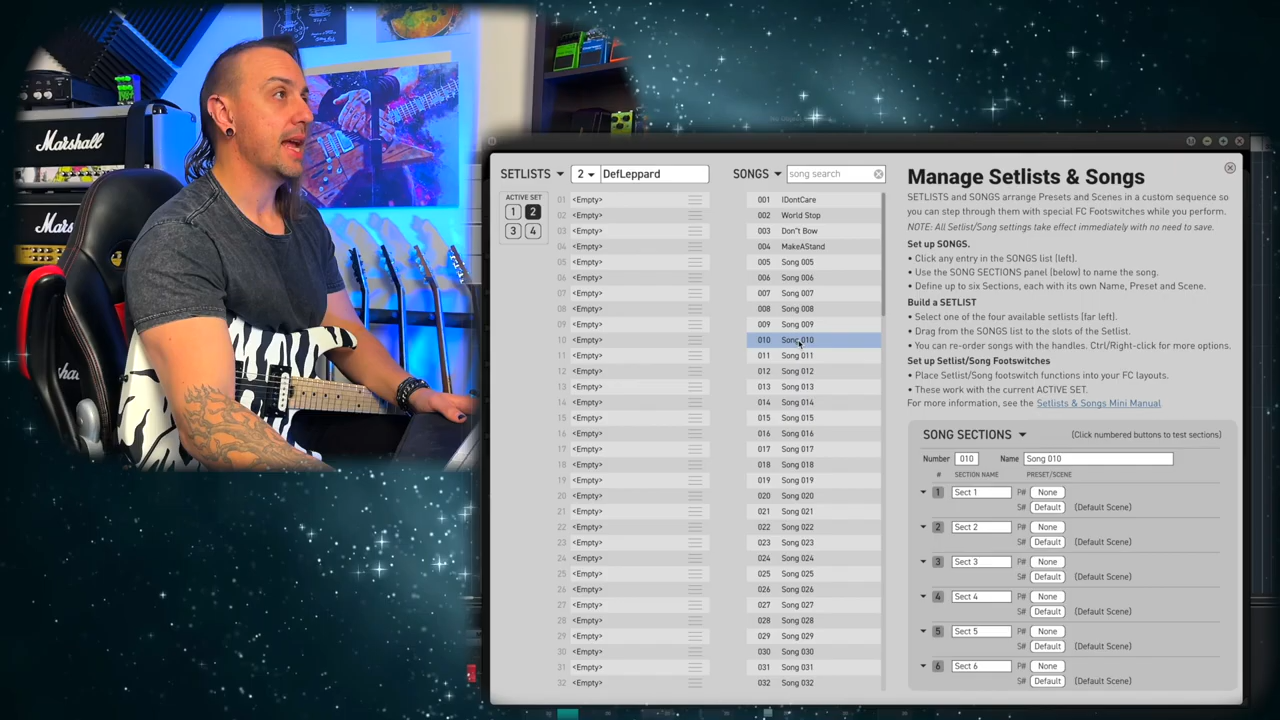 Marshall
Marshall
SETLISTS
2
DefLeppard
SONGS
song search
ACTIVE SET
1 2
3 4
01 <Empty>
02 <Empty>
03 <Empty>
04 <Empty>
05 <Empty>
06 <Empty>
07 <Empty>
08 <Empty>
09 <Empty>
10 <Empty>
11 <Empty>
12 <Empty>
13 <Empty>
14 <Empty>
15 <Empty>
16 <Empty>
17 <Empty>
18 <Empty>
19 <Empty>
20 <Empty>
21 <Empty>
22 <Empty>
23 <Empty>
24 <Empty>
25 <Empty>
26 <Empty>
27 <Empty>
28 <Empty>
29 <Empty>
30 <Empty>
31 <Empty>
32 <Empty>
001 IDontCare
002 World Stop
003 Don"t Bow
004 MakeAStand
005 Song 005
006 Song 006
007 Song 007
008 Song 008
009 Song 009
010 Song 010
011 Song 011
012 Song 012
013 Song 013
014 Song 014
015 Song 015
016 Song 016
017 Song 017
018 Song 018
019 Song 019
020 Song 020
021 Song 021
022 Song 022
023 Song 023
024 Song 024
025 Song 025
026 Song 026
027 Song 027
028 Song 028
029 Song 029
030 Song 030
031 Song 031
032 Song 032
Manage Setlists & Songs
SETLISTS and SONGS arrange Presets and Scenes in a custom sequence so
you can step through them with special FC Footswitches while you perform.
NOTE: All Setlist/Song settings take effect immediately with no need to save.
Set up SONGS.
• Click any entry in the SONGS list [left].
• Use the SONG SECTIONS panel [below] to name the song.
• Define up to six Sections, each with its own Name, Preset and Scene.
Build a SETLIST
• Select one of the four available setlists [far left].
• Drag from the SONGS list to the slots of the Setlist.
• You can re-order songs with the handles. Ctrl/Right-click for more options.
Set up Setlist/Song Footswitches
• Place Setlist/Song footswitch functions into your FC layouts.
• These work with the current ACTIVE SET.
For more information, see the Setlists & Songs Mini Manual
SONG SECTIONS (Click numbered buttons to test sections)
Number 010 Name Song 010
# SECTION NAME PRESET/SCENE
1 Sect 1 P# None
S# Default (Default Scene)
2 Sect 2 P# None
S# Default (Default Scene)
3 Sect 3 P# None
S# Default (Default Scene)
4 Sect 4 P# None
S# Default (Default Scene)
5 Sect 5 P# None
S# Default (Default Scene)
6 Sect 6 P# None
S# Default (Default Scene)